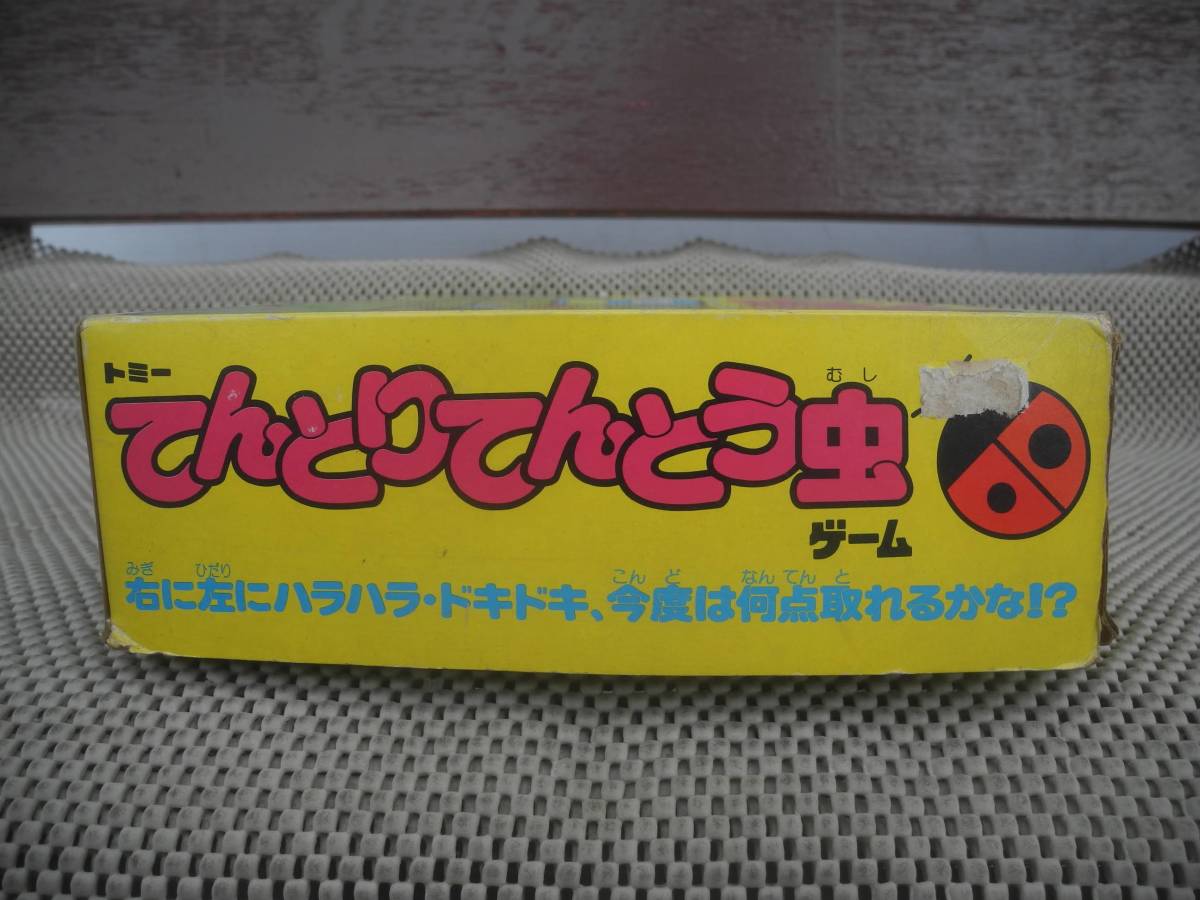 トミー
むし
てんとりてんとう虫
ゲーム
みぎ ひだり こん ど なん てん と
右に左にハラハラ・ドキドキ、今度は何点取れるかな!?